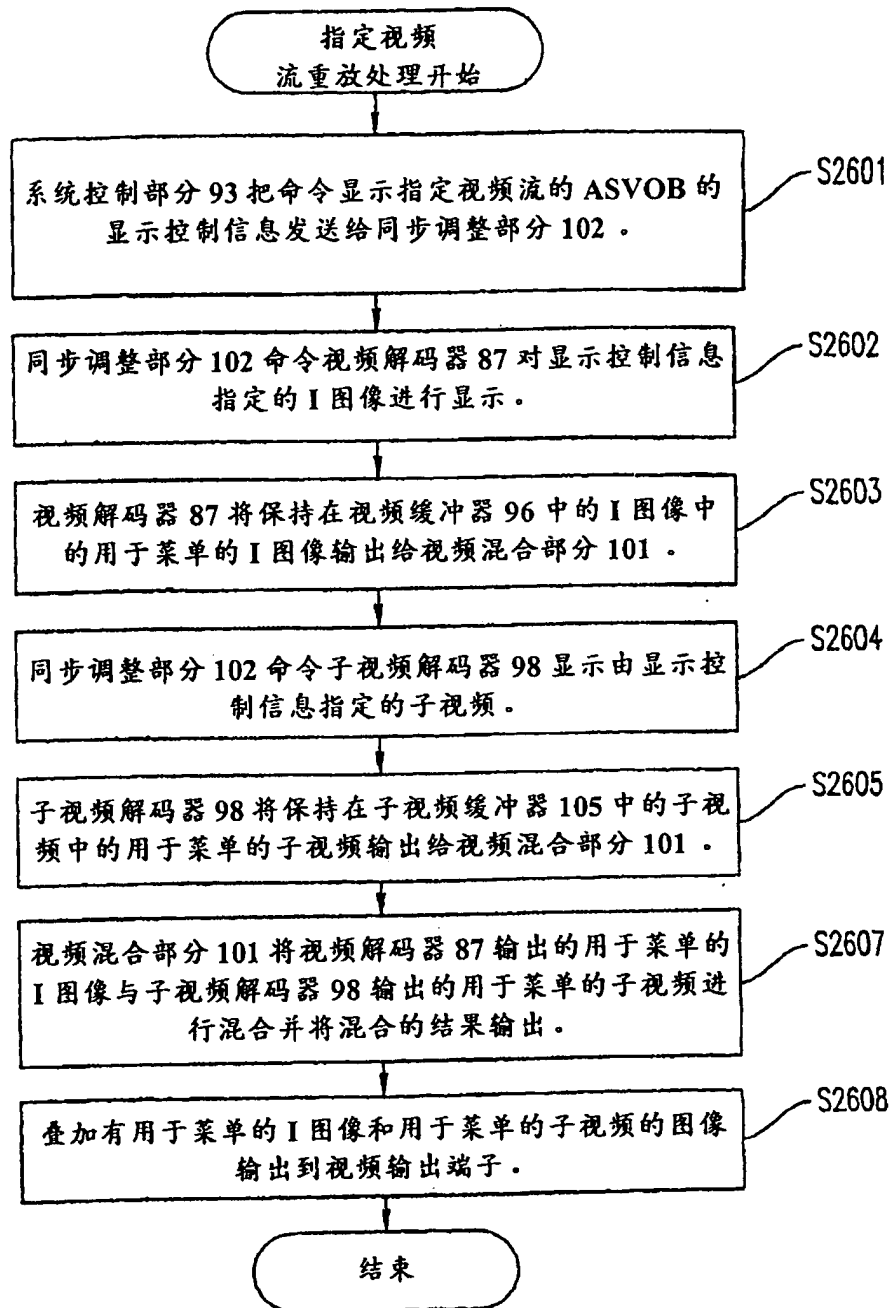 指定视频
流重放处理开始
系统控制部分 93 把命令显示指定视频流的 ASVOB 的
显示控制信息发送给同步调整部分 102 。
S2601
同步调整部分 102 命令视频解码器 87 对显示控制信息
指定的 I 图像进行显示。
S2602
视频解码器 87 将保持在视频缓冲器 96 中的 I 图像中
的用于菜单的 I 图像输出给视频混合部分 101 。
S2603
同步调整部分 102 命令子视频解码器 98 显示由显示控
制信息指定的子视频。
S2604
子视频解码器 98 将保持在子视频缓冲器 105 中的子视
频中的用于菜单的子视频输出给视频混合部分 101 。
S2605
视频混合部分 101 将视频解码器 87 输出的用于菜单的
I 图像与子视频解码器 98 输出的用于菜单的子视频进
行混合并将混合的结果输出。
S2607
叠加有用于菜单的 I 图像和用于菜单的子视频的图像
输出到视频输出端子。
S2608
结束